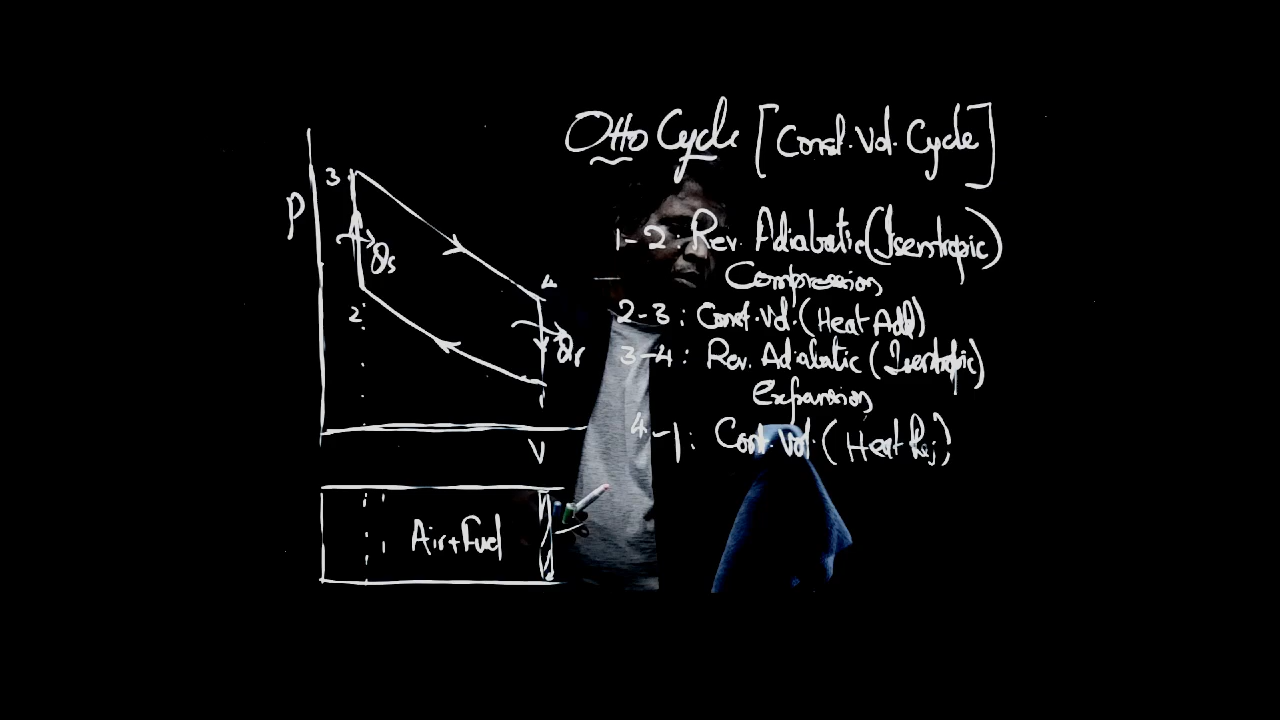 Otto Cycle [Const. Vol. Cycle]
P
3
Qs
2
4
Qr
1
V
1-2: Rev. Adiabatic (Isentropic)
Compression
2-3: Const. Vol. (Heat Add)
3-4: Rev. Adiabatic (Isentropic)
Expansion
4-1: Const. Vol. (Heat Rej)
Air+Fuel